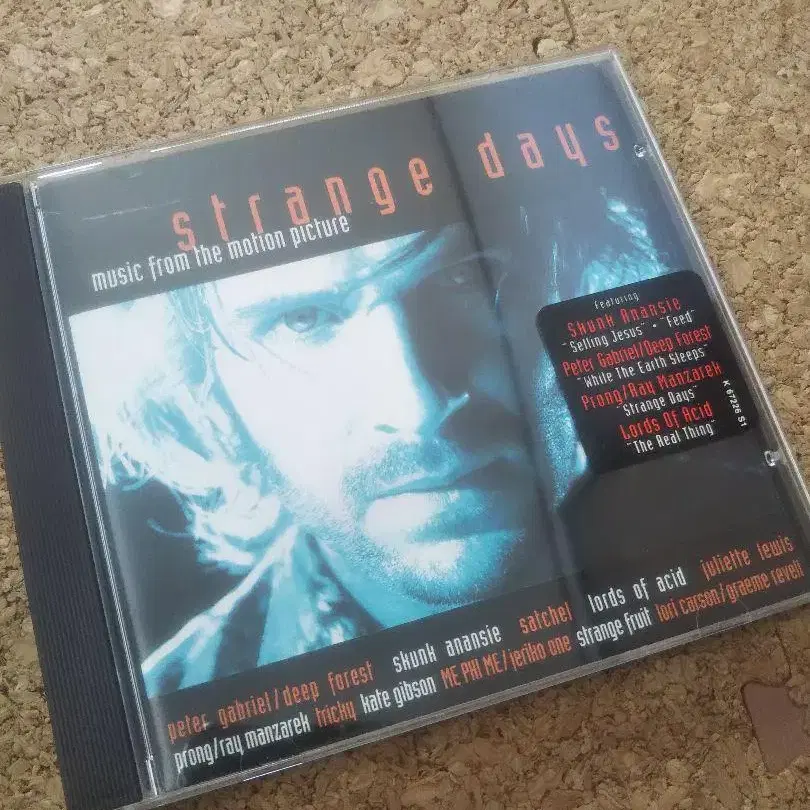 strange days
music from the motion picture
Featuring
Skunk Anansie
"Selling Jesus" • "Feed"
Peter Gabriel/Deep Forest
"While The Earth Sleeps"
Prong/Ray Manzarek
"Strange Days"
Lords Of Acid
"The Real Thing"
K 67226 S1
peter gabriel/deep forest skunk anansie satchel lords of acid juliette lewis
prong/ray manzarek tricky kate gibson ME PHI ME/jeriko one strange fruit lori carson/graeme revell